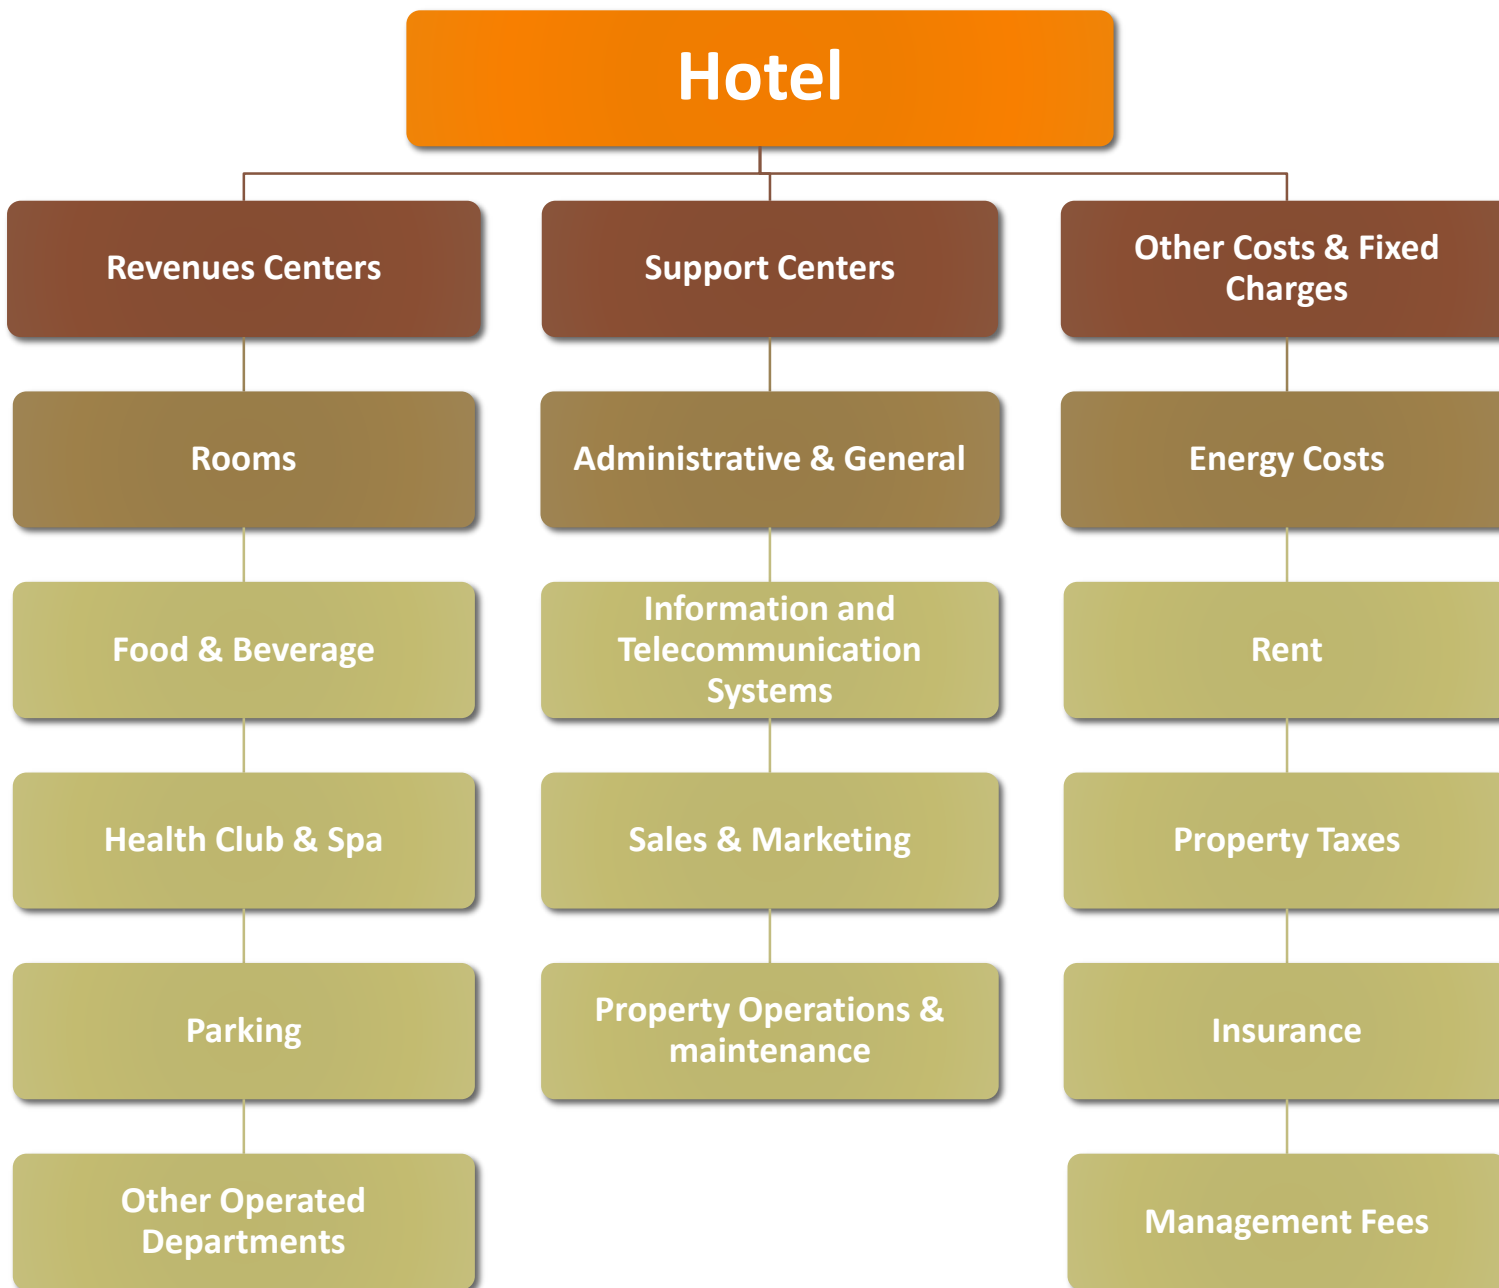 Hotel
Revenues Centers
Support Centers
Other Costs & Fixed
Charges
Rooms
Administrative & General
Energy Costs
Food & Beverage
Information and
Telecommunication
Systems
Rent
Health Club & Spa
Sales & Marketing
Property Taxes
Parking
Property Operations &
maintenance
Insurance
Other Operated
Departments
Management Fees